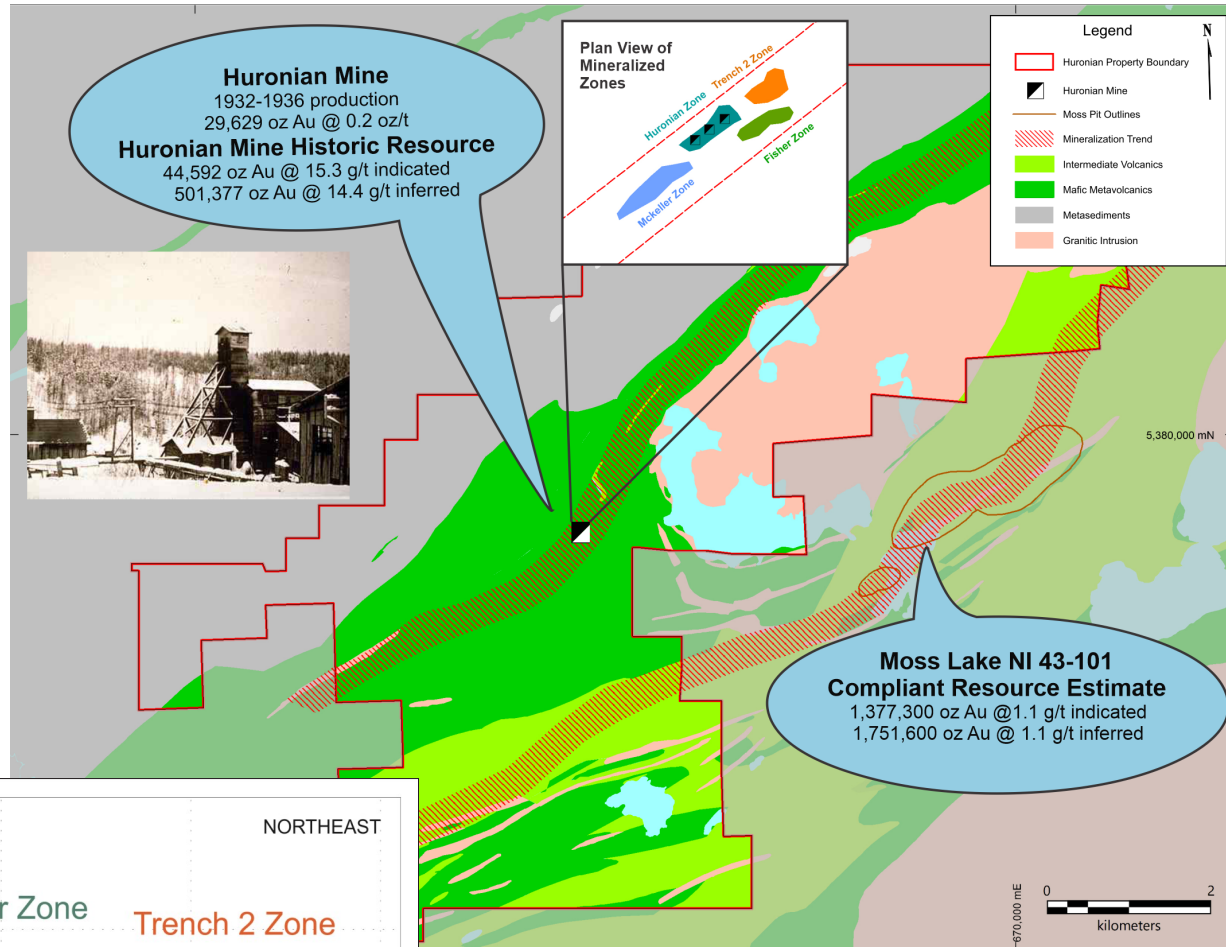 Huronian Mine
1932-1936 production
29,629 oz Au @ 0.2 oz/t
Huronian Mine Historic Resource
44,592 oz Au @ 15.3 g/t indicated
501,377 oz Au @ 14.4 g/t inferred
Plan View of
Mineralized
Zones
Trench 2 Zone
Huronian Zone
Fisher Zone
Mckeller Zone
Legend
N
Huronian Property Boundary
Huronian Mine
Moss Pit Outlines
Mineralization Trend
Intermediate Volcanics
Mafic Metavolcanics
Metasediments
Granitic Intrusion
5,380,000 mN
Moss Lake NI 43-101
Compliant Resource Estimate
1,377,300 oz Au @1.1 g/t indicated
1,751,600 oz Au @ 1.1 g/t inferred
NORTHEAST
r Zone
Trench 2 Zone
670,000 mE
0 2
kilometers